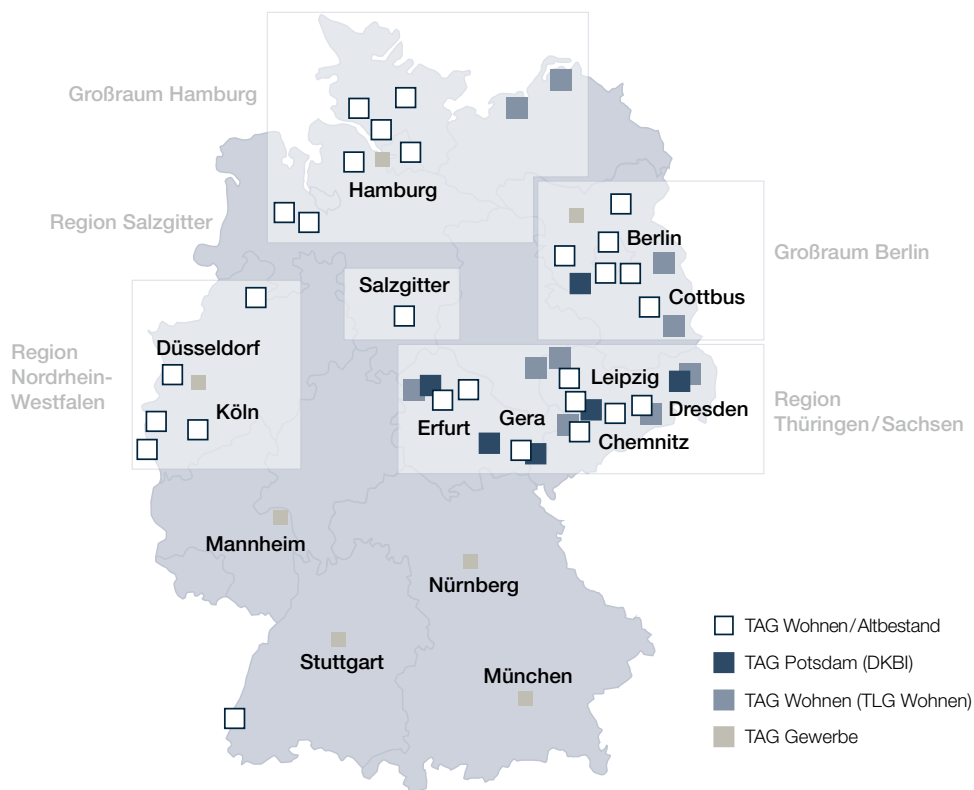 Großraum Hamburg
Hamburg
Region Salzgitter
Berlin
Großraum Berlin
Salzgitter
Cottbus
Region
Nordrhein-
Westfalen
Düsseldorf
Köln
Leipzig
Dresden
Gera
Erfurt
Chemnitz
Region
Thüringen/Sachsen
Mannheim
Nürnberg
Stuttgart
München
TAG Wohnen/Altbestand
TAG Potsdam (DKBI)
TAG Wohnen (TLG Wohnen)
TAG Gewerbe